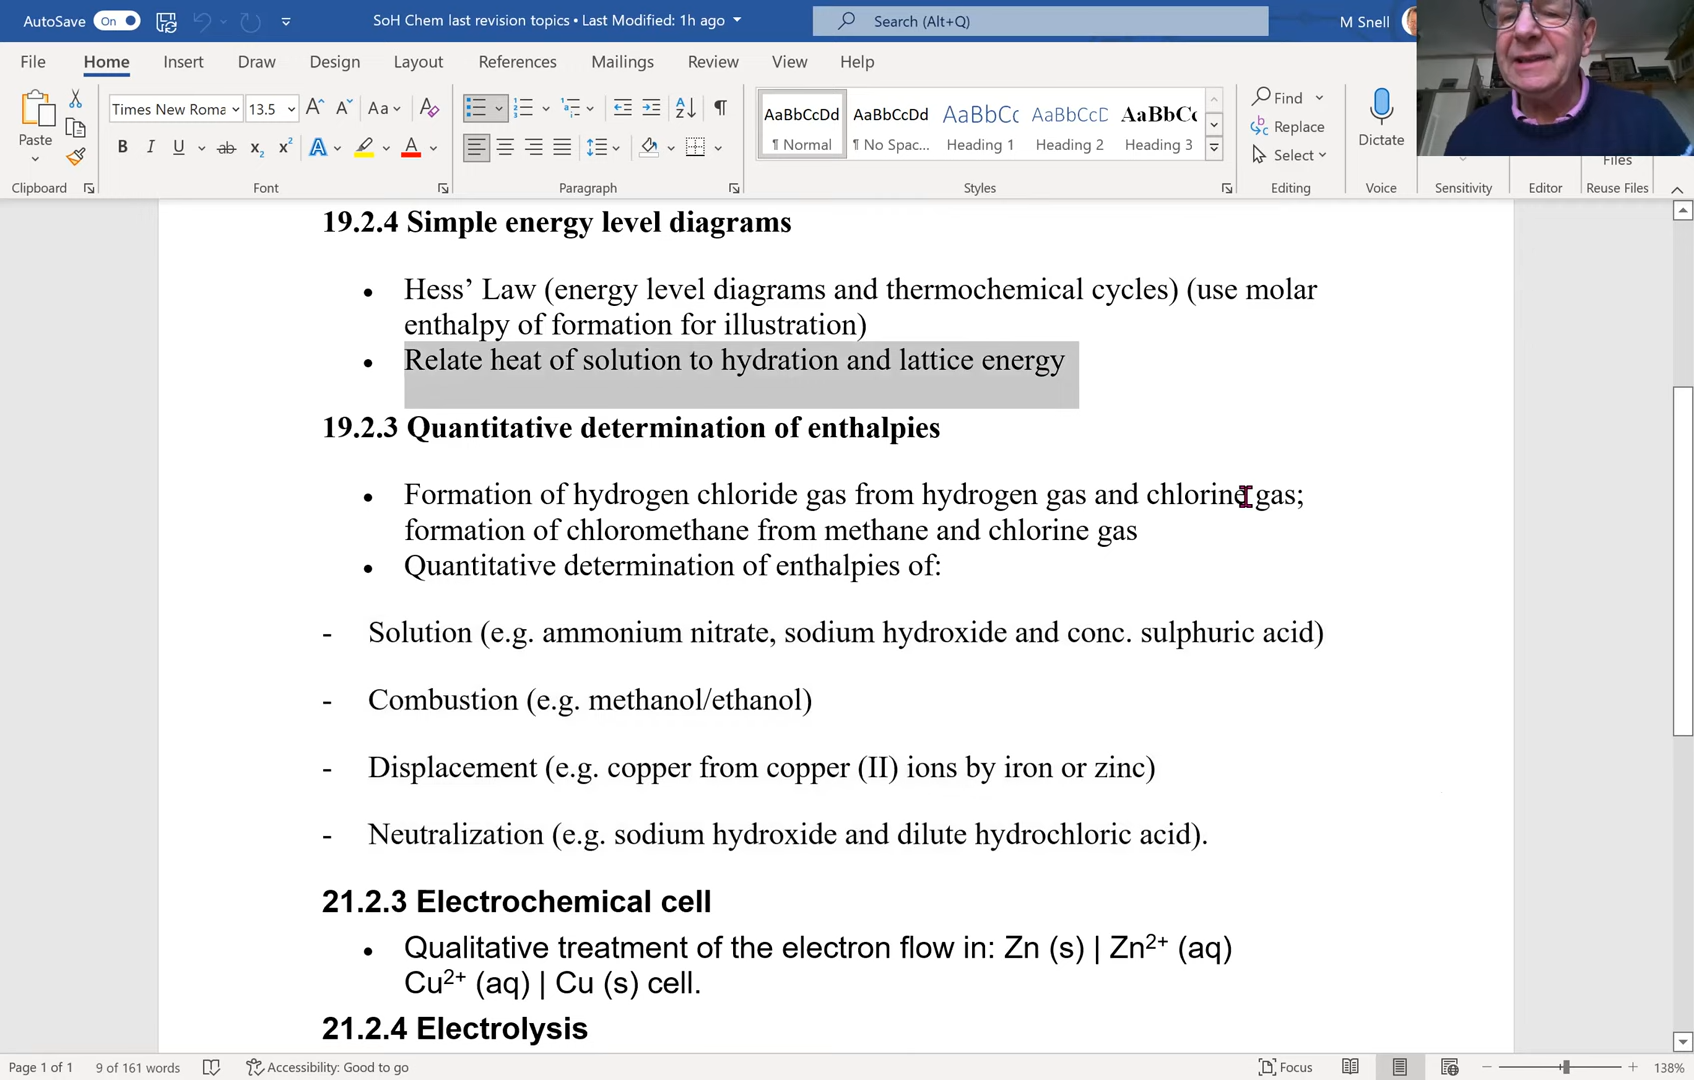 AutoSave On SoH Chem last revision topics • Last Modified: 1h ago Search (Alt+Q) M Snell
File Home Insert Draw Design Layout References Mailings Review View Help
Paste Times New Roma 13.5 A A Aa A
B I U ab x2 x2 A A
AaBbCcDd AaBbCcDd AaBbCc AaBbCcD AaBbCc
¶ Normal ¶ No Spac... Heading 1 Heading 2 Heading 3
Find
Replace
Select
Dictate
Files
Clipboard Font Paragraph Styles Editing Voice Sensitivity Editor Reuse Files
19.2.4 Simple energy level diagrams
• Hess’ Law (energy level diagrams and thermochemical cycles) (use molar
enthalpy of formation for illustration)
• Relate heat of solution to hydration and lattice energy
19.2.3 Quantitative determination of enthalpies
• Formation of hydrogen chloride gas from hydrogen gas and chlorine gas;
formation of chloromethane from methane and chlorine gas
• Quantitative determination of enthalpies of:
- Solution (e.g. ammonium nitrate, sodium hydroxide and conc. sulphuric acid)
- Combustion (e.g. methanol/ethanol)
- Displacement (e.g. copper from copper (II) ions by iron or zinc)
- Neutralization (e.g. sodium hydroxide and dilute hydrochloric acid).
21.2.3 Electrochemical cell
• Qualitative treatment of the electron flow in: Zn (s) | Zn²⁺ (aq)
Cu²⁺ (aq) | Cu (s) cell.
21.2.4 Electrolysis
Page 1 of 1 9 of 161 words Accessibility: Good to go Focus 138%